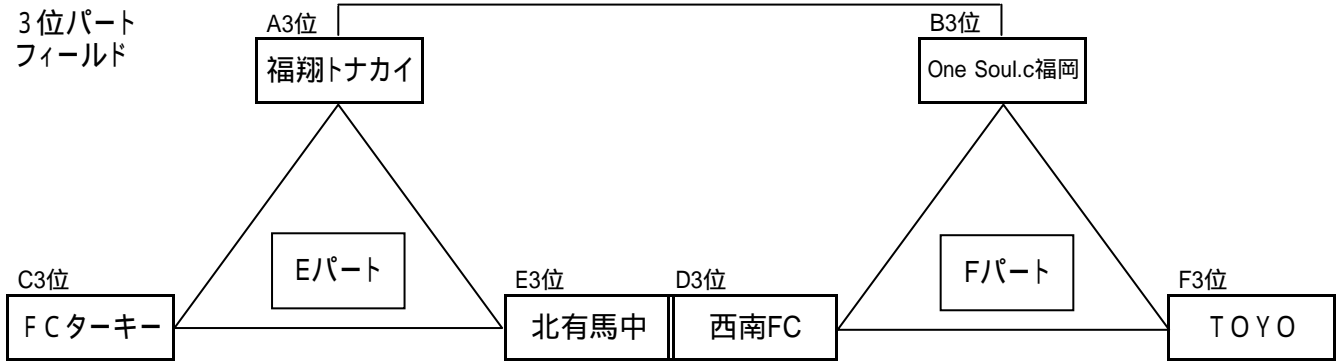 3位パート
フィールド
A3位
B3位
福翔トナカイ
One Soul.c福岡
Eパート
Fパート
C3位
E3位
D3位
F3位
FCターキー
北有馬中
西南FC
TOYO